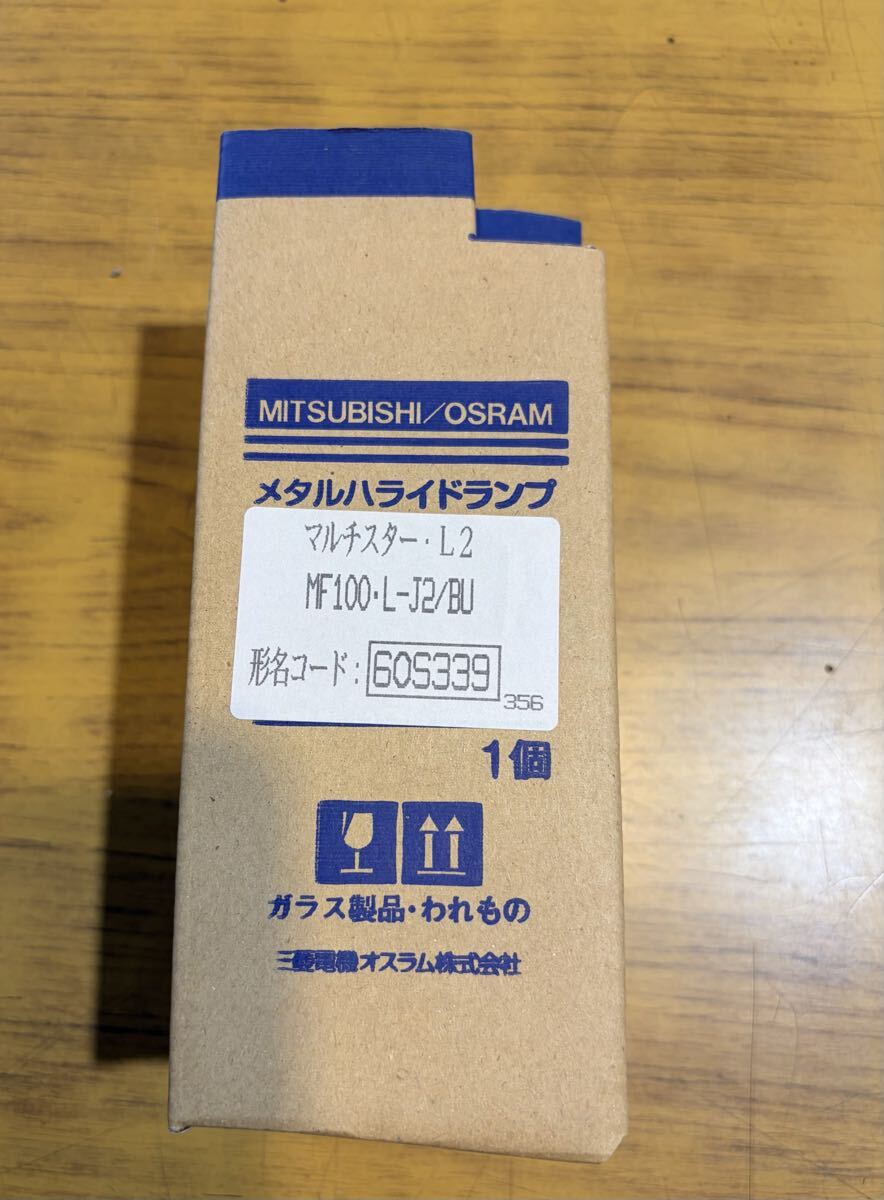 MITSUBISHI/OSRAM
メタルハライドランプ
マルチスター・L2
MF100・L-J2/BU
形名コード: 60S339
356
1個
ガラス製品・われもの
三菱電機オスラム株式会社